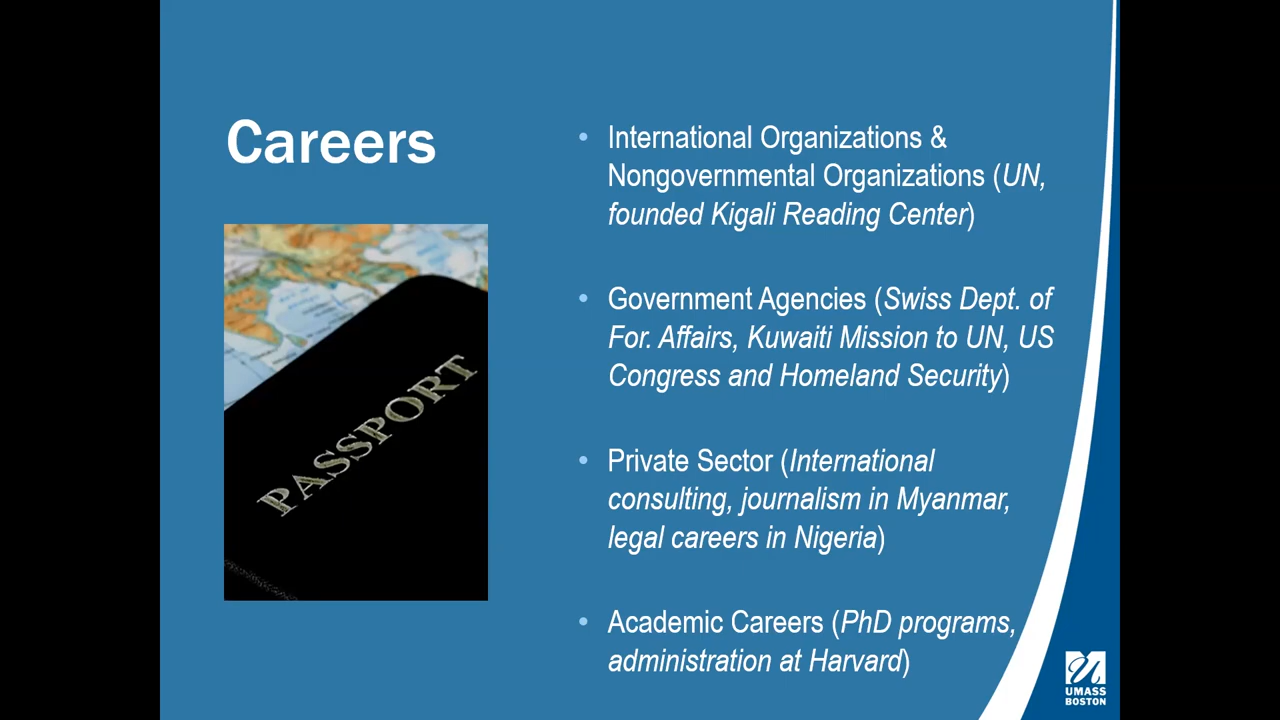 Careers
• International Organizations &
Nongovernmental Organizations (UN,
founded Kigali Reading Center)
• Government Agencies (Swiss Dept. of
For. Affairs, Kuwaiti Mission to UN, US
Congress and Homeland Security)
• Private Sector (International
consulting, journalism in Myanmar,
legal careers in Nigeria)
• Academic Careers (PhD programs,
administration at Harvard)
PASSPORT
UMASS
BOSTON